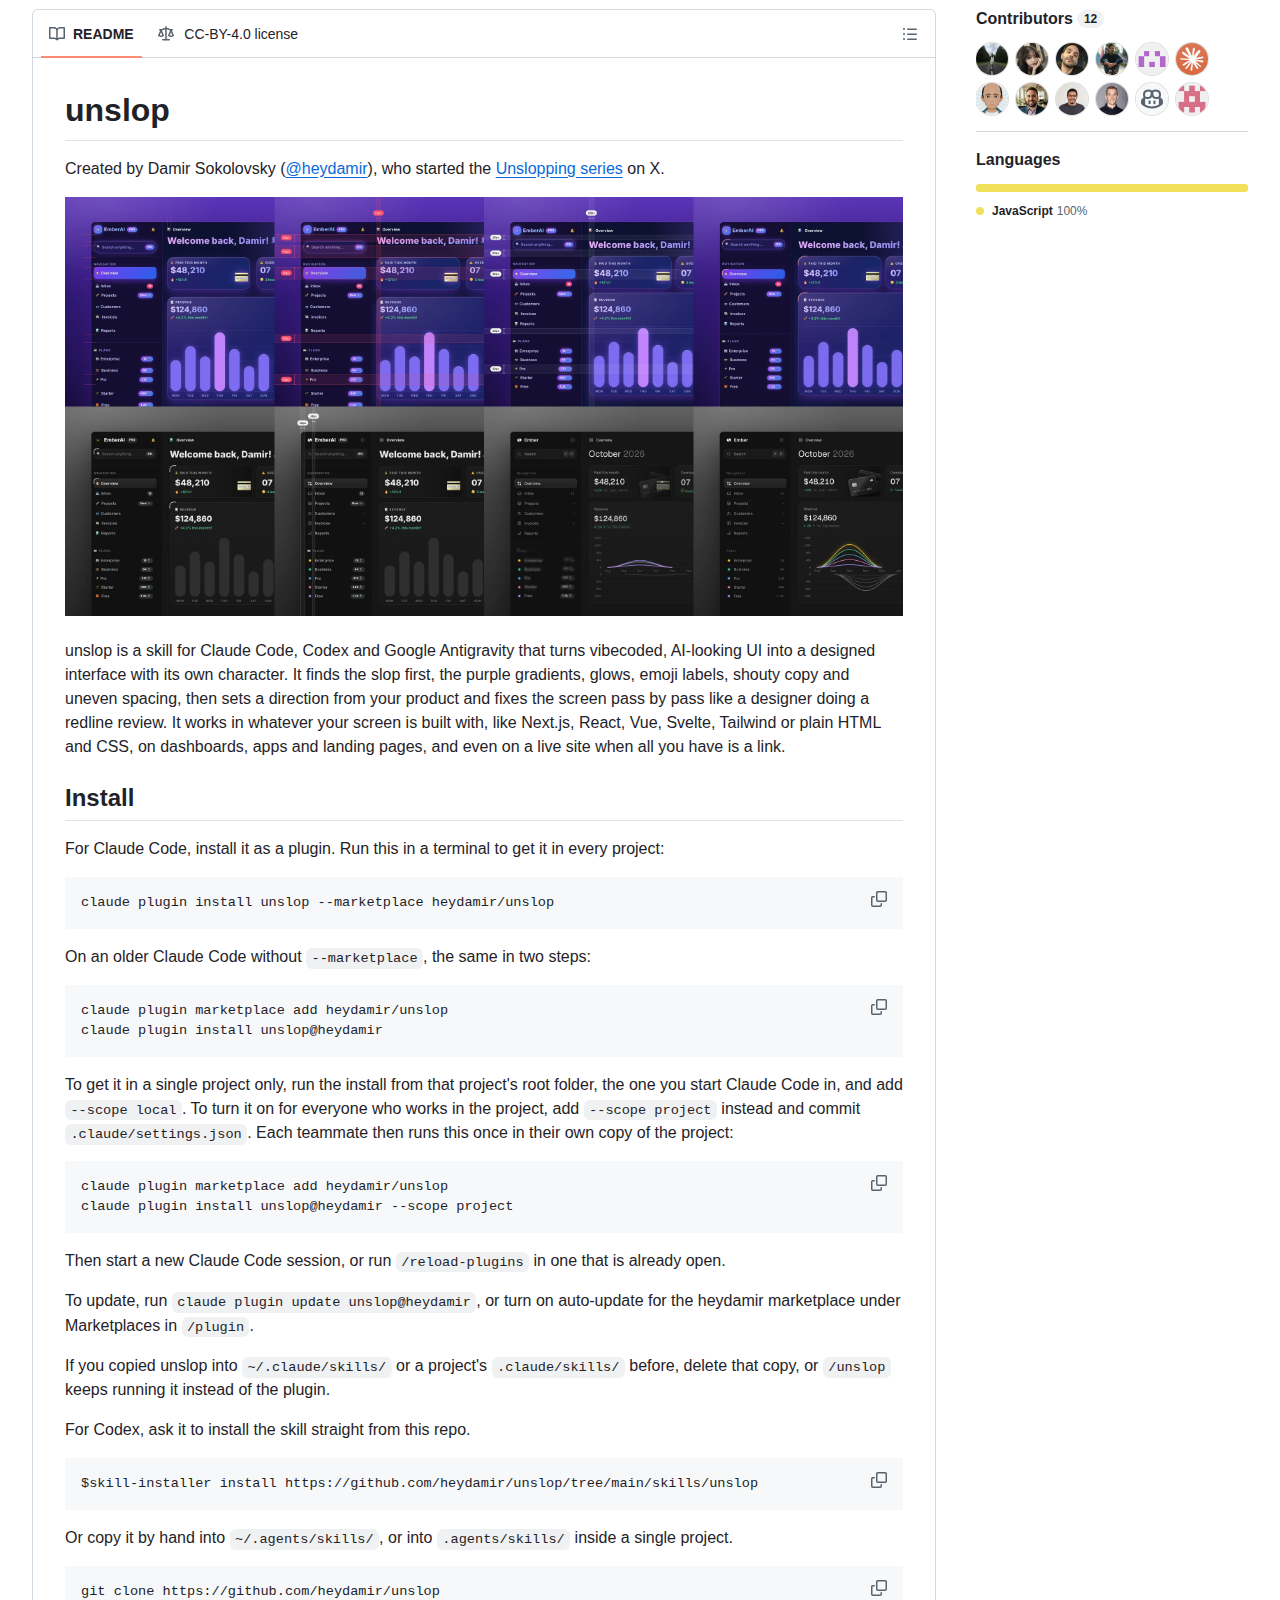 README
CC-BY-4.0 license
unslop
Created by Damir Sokolovsky (@heydamir), who started the Unslopping series on X.
EmberAI
Overview
Welcome back, Damir!
$48,210
07
$124,860
October 2026
unslop is a skill for Claude Code, Codex and Google Antigravity that turns vibecoded, AI-looking UI into a designed
interface with its own character. It finds the slop first, the purple gradients, glows, emoji labels, shouty copy and
uneven spacing, then sets a direction from your product and fixes the screen pass by pass like a designer doing a
redline review. It works in whatever your screen is built with, like Next.js, React, Vue, Svelte, Tailwind or plain HTML
and CSS, on dashboards, apps and landing pages, and even on a live site when all you have is a link.
Install
For Claude Code, install it as a plugin. Run this in a terminal to get it in every project:
claude plugin install unslop --marketplace heydamir/unslop
On an older Claude Code without --marketplace, the same in two steps:
claude plugin marketplace add heydamir/unslop
claude plugin install unslop@heydamir
To get it in a single project only, run the install from that project's root folder, the one you start Claude Code in, and add
--scope local. To turn it on for everyone who works in the project, add --scope project instead and commit
.claude/settings.json. Each teammate then runs this once in their own copy of the project:
claude plugin marketplace add heydamir/unslop
claude plugin install unslop@heydamir --scope project
Then start a new Claude Code session, or run /reload-plugins in one that is already open.
To update, run claude plugin update unslop@heydamir, or turn on auto-update for the heydamir marketplace under
Marketplaces in /plugin.
If you copied unslop into ~/.claude/skills/ or a project's .claude/skills/ before, delete that copy, or /unslop
keeps running it instead of the plugin.
For Codex, ask it to install the skill straight from this repo.
$skill-installer install https://github.com/heydamir/unslop/tree/main/skills/unslop
Or copy it by hand into ~/.agents/skills/, or into .agents/skills/ inside a single project.
git clone https://github.com/heydamir/unslop
Contributors 12
Languages
JavaScript 100%